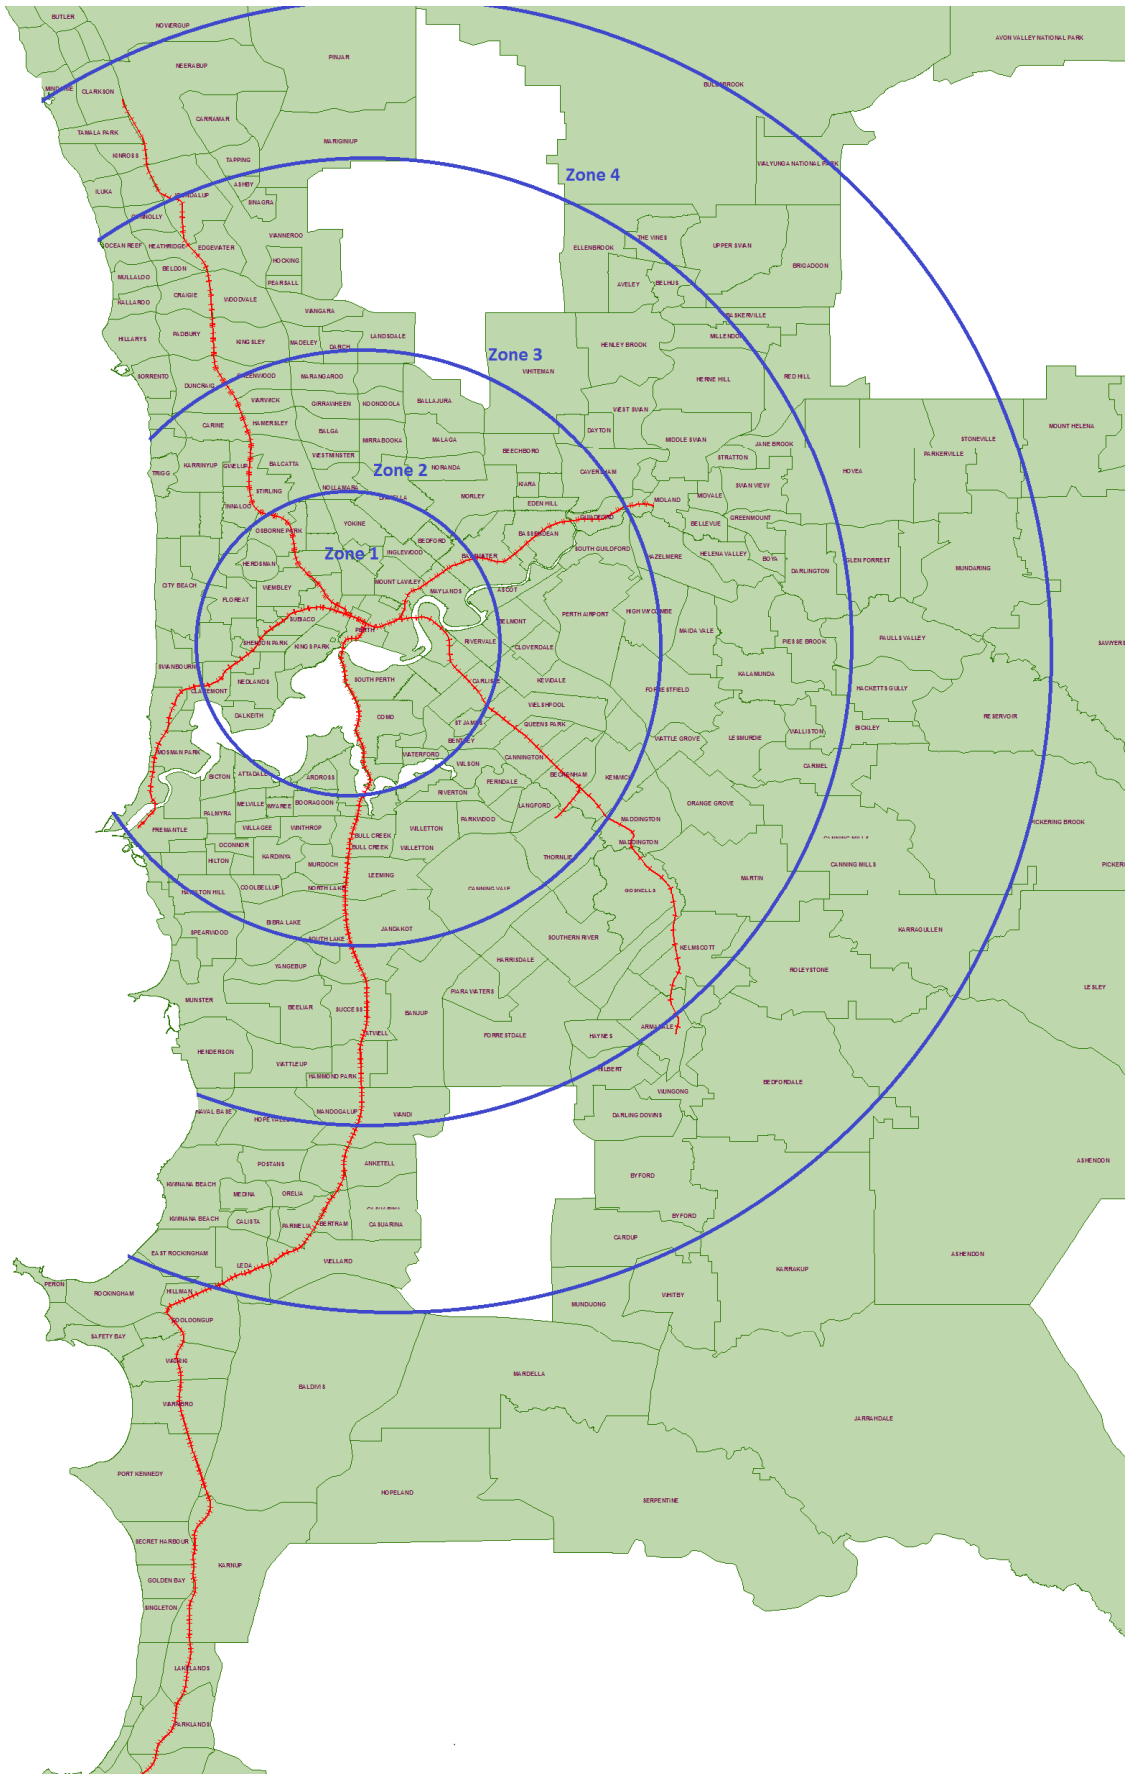 BUTLER
NOWERGUP
AVON VALLEY NATIONAL PARK
PINJAR
NEERABUP
BULLSBROOK
CLARKSON
CARRAMAR
TAMALA PARK
MARIGINIUP
KINROSS
TAPPING
WALYUNGA NATIONAL PARK
Zone 4
ASHBY
ILUKA
SINAGRA
WANNEROO
THE VINES
OCEAN REEF
HEATHRIDGE
EDGEWATER
ELLENBROOK
UPPER SWAN
HOCKING
BELDON
BRIGADOON
MULLALOO
PEARSALL
AVELEY
BELHUS
CRAIGIE
WOODVALE
KALLAROO
WANGARA
BASKERVILLE
HILLARYS
PADBURY
KINGSLEY
MADELEY
DARCH
LANDSDALE
MILLENDON
HENLEY BROOK
Zone 3
WHITEMAN
SORRENTO
DUNCRAIG
GREENWOOD
MARANGAROO
HERNE HILL
RED HILL
WARWICK
GIRRAWHEEN
KOONDOOLA
BALLAJURA
WEST SWAN
CARINE
HAMERSLEY
BALGA
DAYTON
MOUNT HELENA
MIRRABOOKA
MALAGA
MIDDLE SWAN
JANE BROOK
STONEVILLE
WESTMINSTER
BEECHBORO
PARKERVILLE
TRIGG
KARRINYUP
GWELUP
BALCATTA
Zone 2
NORANDA
CAVERSHAM
STRATTON
HOVEA
STIRLING
NOLLAMARA
KIARA
SWAN VIEW
MORLEY
EDEN HILL
MIDLAND
MIDVALE
INNALOO
YOKINE
GUILDFORD
BELLEVUE
GREENMOUNT
OSBORNE PARK
BEDFORD
BASSENDEAN
Zone 1
INGLEWOOD
BAYSWATER
SOUTH GUILDFORD
HAZELMERE
HELENA VALLEY
BOYA
GLEN FORREST
MUNDARING
HERDSMAN
CITY BEACH
WEMBLEY
MOUNT LAWLEY
DARLINGTON
FLOREAT
MAYLANDS
ASCOT
PERTH AIRPORT
HIGH WYCOMBE
SUBIACO
PERTH
BELMONT
MAIDA VALE
PIESSE BROOK
PAULLS VALLEY
SHENTON PARK
KINGS PARK
RIVERVALE
CLOVERDALE
SWANBOURNE
KALAMUNDA
NEDLANDS
SOUTH PERTH
CARLISLE
KEWDALE
FORRESTFIELD
HACKETTS GULLY
CLAREMONT
DALKEITH
COMO
WELSHPOOL
RESERVOIR
ST JAMES
QUEENS PARK
WALLISTON
BICKLEY
BENTLEY
WATTLE GROVE
LESMURDIE
MOSMAN PARK
WATERFORD
CANNINGTON
CARMEL
WILSON
BICTON
ATTADALE
ARDROSS
BECKENHAM
KENWICK
FERNDALE
RIVERTON
MELVILLE
MYAREE
BOORAGOON
LANGFORD
ORANGE GROVE
PALMYRA
PARKWOOD
MADDINGTON
PICKERING BROOK
FREMANTLE
WILLAGEE
WINTHROP
WILLETTON
BULL CREEK
OCONNOR
BULL CREEK
WILLETTON
MADDINGTON
HILTON
KARDINYA
MURDOCH
THORNLIE
CANNING MILLS
LEEMING
MARTIN
HAMILTON HILL
COOLBELLUP
NORTH LAKE
CANNING VALE
GOSNELLS
BIBRA LAKE
JANDAKOT
KARRAGULLEN
SPEARWOOD
SOUTH LAKE
SOUTHERN RIVER
KELMSCOTT
HARRISDALE
YANGEBUP
ROLEYSTONE
LESLEY
PIARA WATERS
MUNSTER
BEELIAR
SUCCESS
BANJUP
ARMADALE
ATWELL
FORRESTDALE
HAYNES
HENDERSON
WATTLEUP
HAMMOND PARK
HILBERT
BEDFORDALE
WUNGONG
NAVAL BASE
HOPE VALLEY
MANDOGALUP
WANDI
DARLING DOWNS
POSTANS
ANKETELL
ASHENDON
BYFORD
KWINANA BEACH
MEDINA
ORELIA
KWINANA BEACH
CALISTA
PARMELIA
BERTRAM
CASUARINA
BYFORD
CARDUP
EAST ROCKINGHAM
LEDA
WELLARD
ASHENDON
KARRAKUP
PERON
ROCKINGHAM
HILLMAN
WHITBY
MUNDIJONG
COOLOONGUP
SAFETY BAY
WAIKIKI
MARDELLA
BALDIVIS
WARNBRO
JARRAHDALE
PORT KENNEDY
HOPELAND
SERPENTINE
SECRET HARBOUR
KARNUP
GOLDEN BAY
SINGLETON
LAKELANDS
PARKLANDS